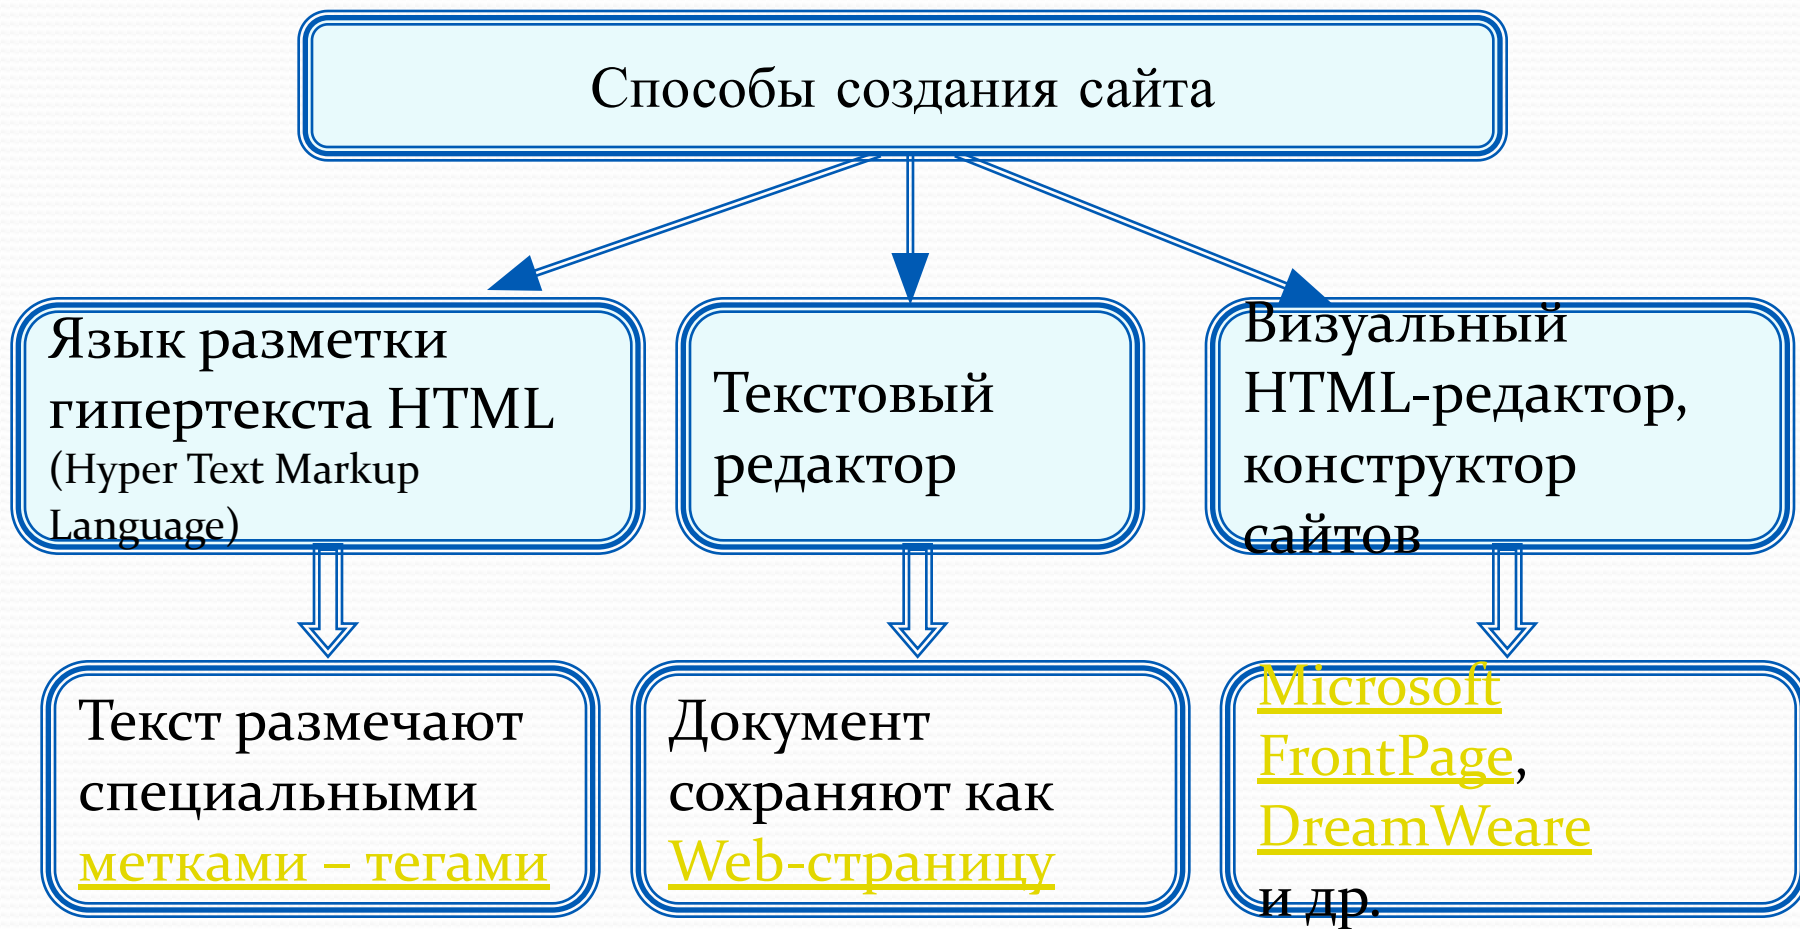 Способы создания сайта
Язык разметки
гипертекста HTML
(Hyper Text Markup
Language)
Текстовый
редактор
Визуальный
HTML-редактор,
конструктор
сайтов
Текст размечают
специальными
метками – тегами
Документ
сохраняют как
Web-страницу
Microsoft
FrontPage,
DreamWeare
и др.